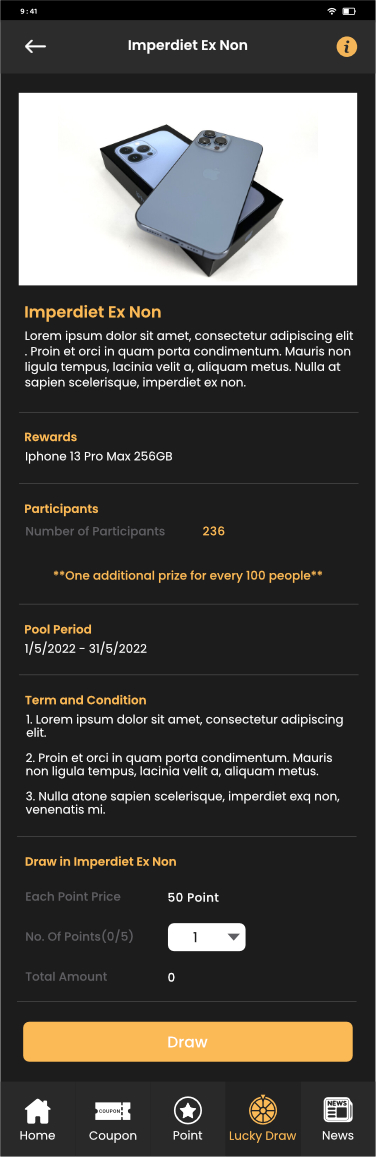 9:41
Imperdiet Ex Non
i
Imperdiet Ex Non
Lorem ipsum dolor sit amet, consectetur adipiscing elit
. Proin et orci in quam porta condimentum. Mauris non
ligula tempus, lacinia velit a, aliquam metus. Nulla at
sapien scelerisque, imperdiet ex non.
Rewards
Iphone 13 Pro Max 256GB
Participants
Number of Participants 236
**One additional prize for every 100 people**
Pool Period
1/5/2022 - 31/5/2022
Term and Condition
1. Lorem ipsum dolor sit amet, consectetur adipiscing
elit.
2. Proin et orci in quam porta condimentum. Mauris
non ligula tempus, lacinia velit a, aliquam metus.
3. Nulla atone sapien scelerisque, imperdiet exq non,
venenatis mi.
Draw in Imperdiet Ex Non
Each Point Price 50 Point
No. Of Points(0/5) 1
Total Amount 0
Draw
COUPON
NEWS
Home Coupon Point Lucky Draw News